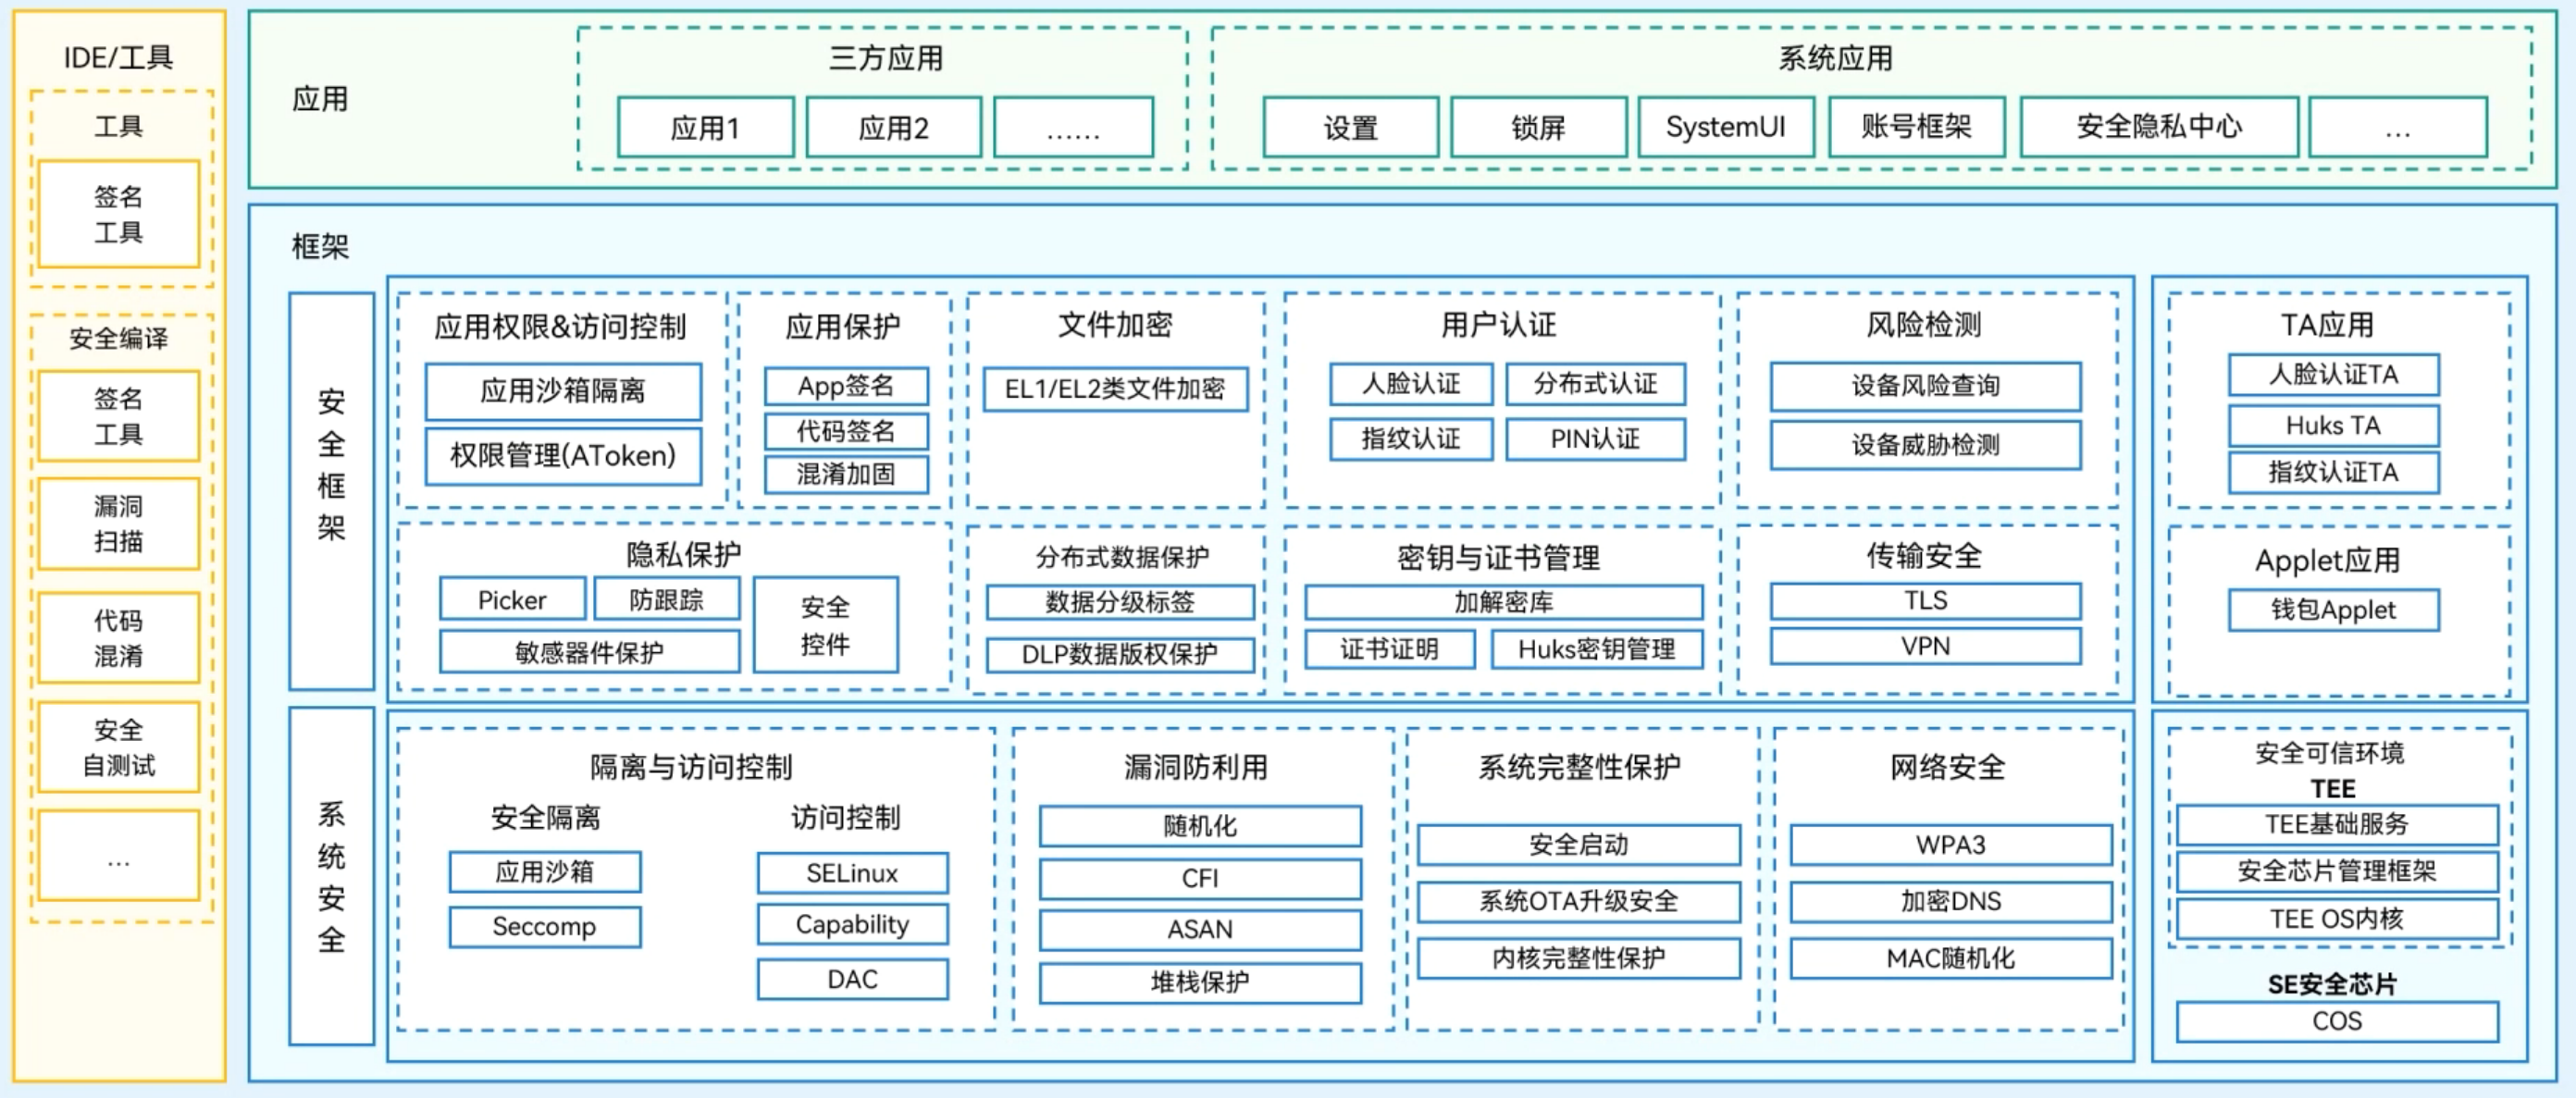 IDE/工具
工具
签名
工具
安全编译
签名
工具
漏洞
扫描
代码
混淆
安全
自测试
...
应用
三方应用
应用1
应用2
......
系统应用
设置
锁屏
SystemUI
账号框架
安全隐私中心
...
框架
安
全
框
架
应用权限&访问控制
应用沙箱隔离
权限管理(AToken)
应用保护
App签名
代码签名
混淆加固
文件加密
EL1/EL2类文件加密
用户认证
人脸认证
分布式认证
指纹认证
PIN认证
风险检测
设备风险查询
设备威胁检测
隐私保护
Picker
防跟踪
敏感器件保护
安全
控件
分布式数据保护
数据分级标签
DLP数据版权保护
密钥与证书管理
加解密库
证书证明
Huks密钥管理
传输安全
TLS
VPN
TA应用
人脸认证TA
Huks TA
指纹认证TA
Applet应用
钱包Applet
系
统
安
全
隔离与访问控制
安全隔离
应用沙箱
Seccomp
访问控制
SELinux
Capability
DAC
漏洞防利用
随机化
CFI
ASAN
堆栈保护
系统完整性保护
安全启动
系统OTA升级安全
内核完整性保护
网络安全
WPA3
加密DNS
MAC随机化
安全可信环境
TEE
TEE基础服务
安全芯片管理框架
TEE OS内核
SE安全芯片
COS